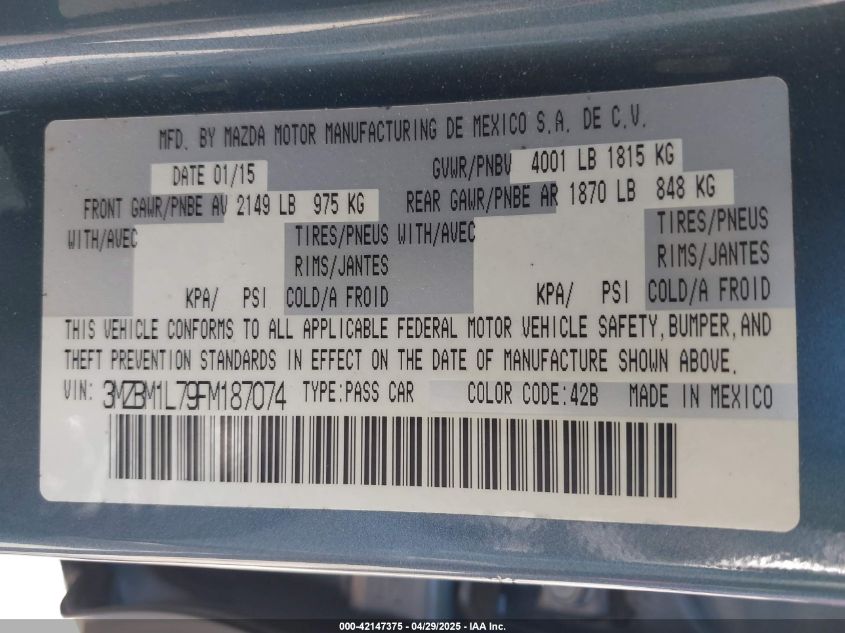 MFD. BY MAZDA MOTOR MANUFACTURING DE MEXICO S.A. DE C.V.
DATE 01/15 GVWR/PNBV 4001 LB 1815 KG
FRONT GAWR/PNBE AV 2149 LB 975 KG REAR GAWR/PNBE AR 1870 LB 848 KG
WITH/AVEC TIRES/PNEUS WITH/AVEC TIRES/PNEUS
RIMS/JANTES RIMS/JANTES
KPA/ PSI COLD/A FROID KPA/ PSI COLD/A FROID
THIS VEHICLE CONFORMS TO ALL APPLICABLE FEDERAL MOTOR VEHICLE SAFETY, BUMPER, AND
THEFT PREVENTION STANDARDS IN EFFECT ON THE DATE OF MANUFACTURE SHOWN ABOVE.
VIN: 3MZBM1L79FM187074 TYPE:PASS CAR COLOR CODE:42B MADE IN MEXICO
000-42147375 - 04/29/2025 - IAA Inc.